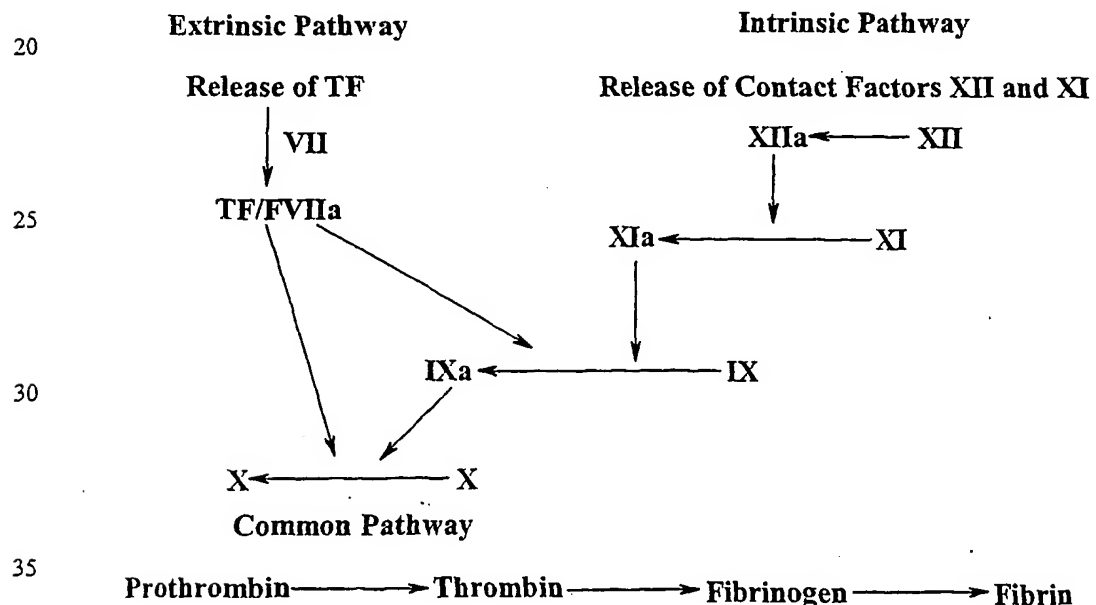 Extrinsic Pathway Intrinsic Pathway
20
Release of TF Release of Contact Factors XII and XI
VII XIIa XII
TF/FVIIa
25
XIa XI
IXa IX
30
X X
Common Pathway
35
Prothrombin Thrombin Fibrinogen Fibrin